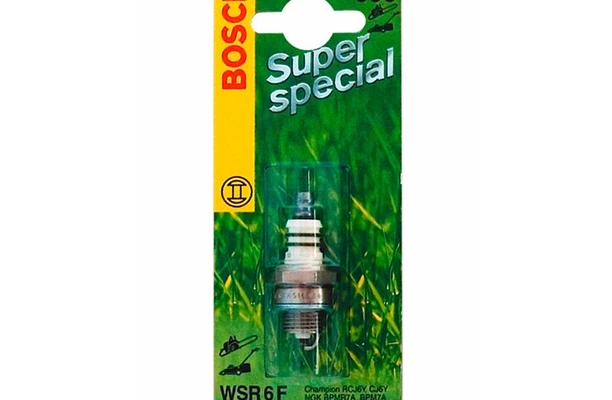 BOSCH
Super
special
WSR 6 F
Champion RCJ6Y, CJ6Y
NGK BPMR7A, BPM7A